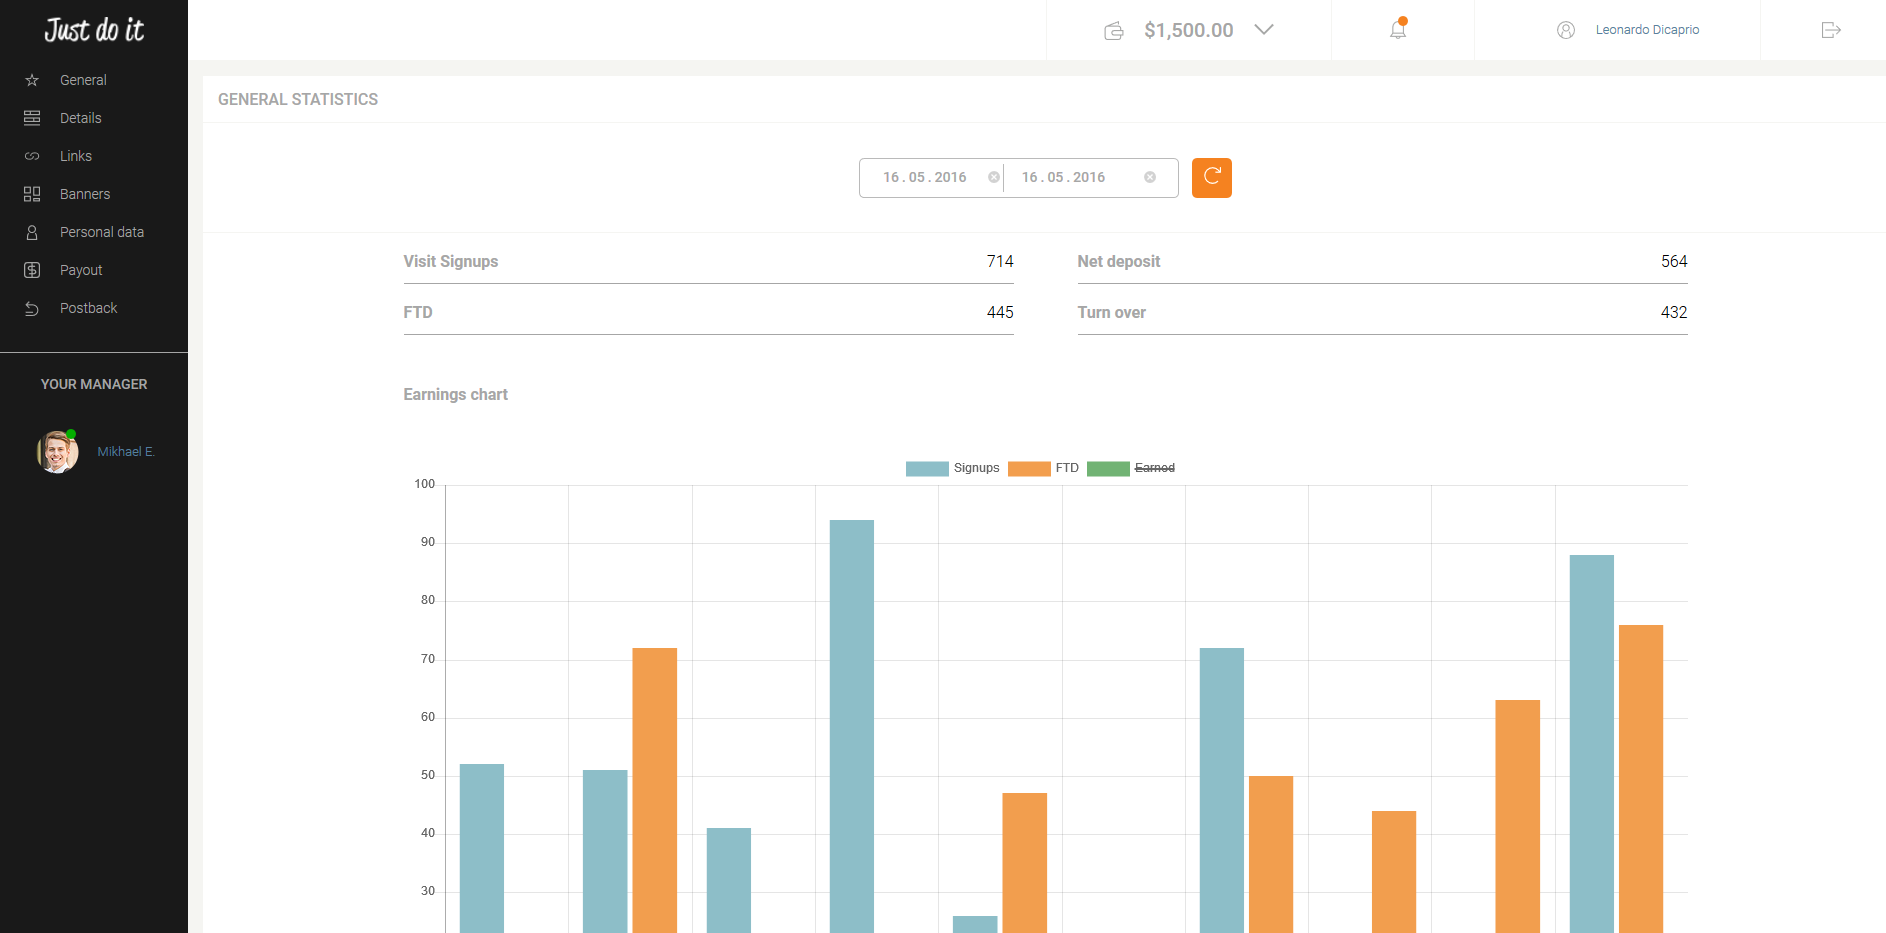 Just do it
General
Details
Links
Banners
Personal data
Payout
Postback
YOUR MANAGER
Mikhael E.
$1,500.00
Leonardo Dicaprio
GENERAL STATISTICS
16.05.2016
16.05.2016
Visit Signups 714
Net deposit 564
FTD 445
Turn over 432
Earnings chart
Signups FTD Earned
100
90
80
70
60
50
40
30